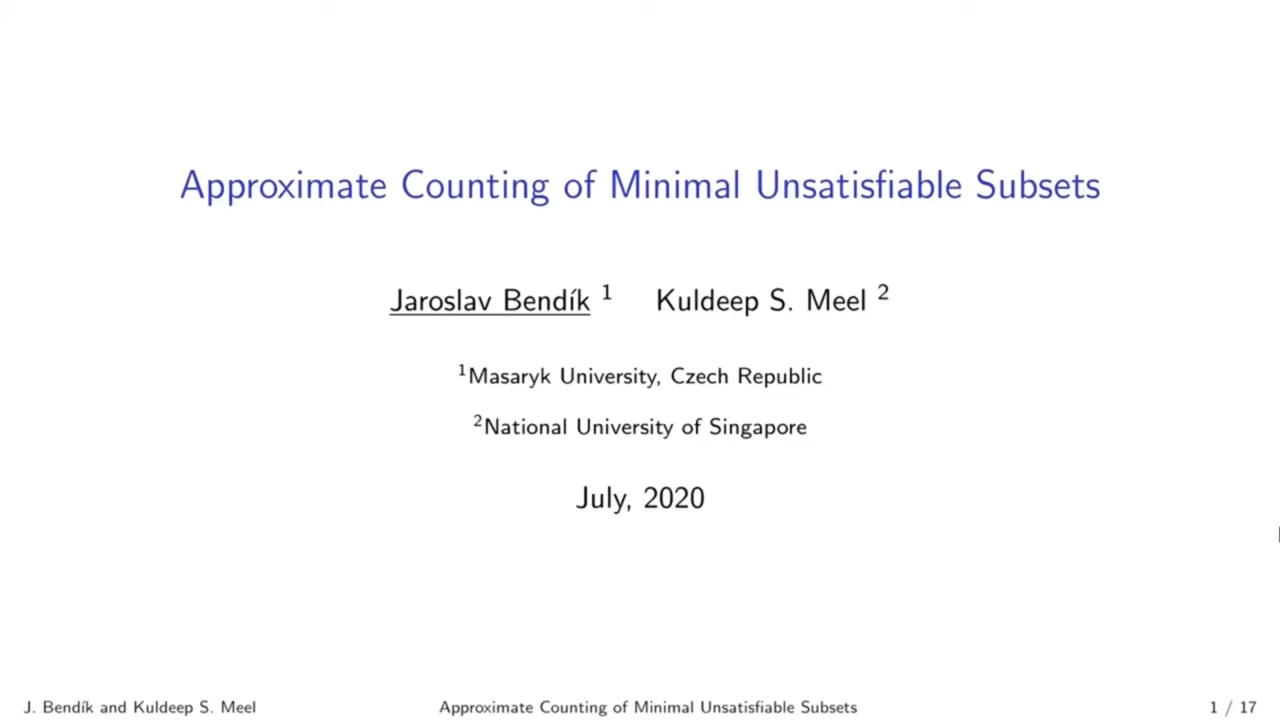 Approximate Counting of Minimal Unsatisfiable Subsets
Jaroslav Bendík ¹ Kuldeep S. Meel ²
¹Masaryk University, Czech Republic
²National University of Singapore
July, 2020
J. Bendík and Kuldeep S. Meel Approximate Counting of Minimal Unsatisfiable Subsets 1 / 17